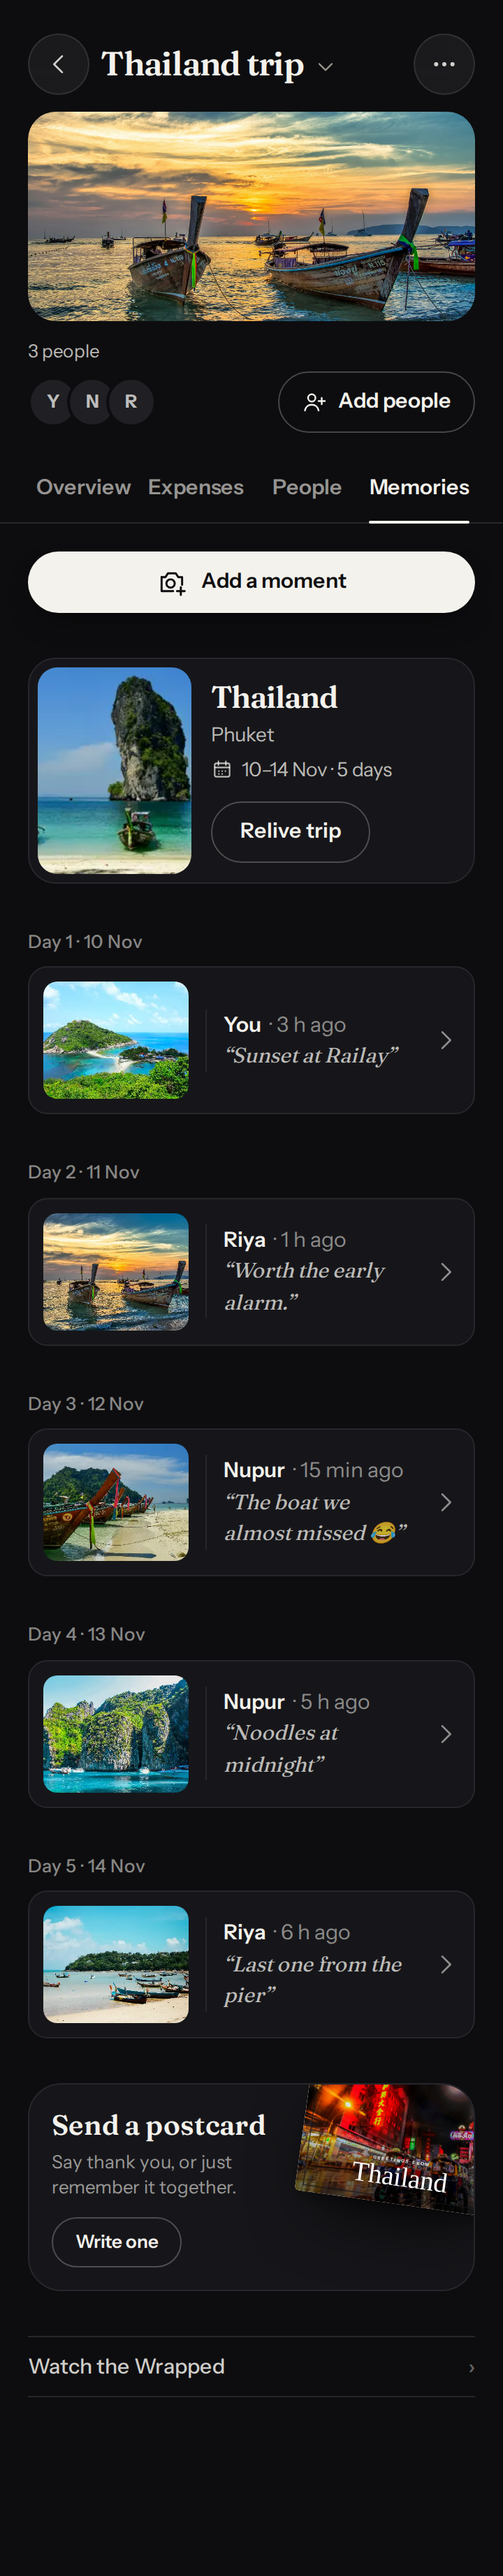 Thailand trip
3 people
Y N R
Add people
Overview Expenses People Memories
Add a moment
Thailand
Phuket
10–14 Nov · 5 days
Relive trip
Day 1 · 10 Nov
You · 3 h ago
“Sunset at Railay”
Day 2 · 11 Nov
Riya · 1 h ago
“Worth the early
alarm.”
Day 3 · 12 Nov
Nupur · 15 min ago
“The boat we
almost missed 😂”
Day 4 · 13 Nov
Nupur · 5 h ago
“Noodles at
midnight”
Day 5 · 14 Nov
Riya · 6 h ago
“Last one from the
pier”
Send a postcard
Say thank you, or just
remember it together.
GREETINGS FROM
Thailand
Write one
Watch the Wrapped